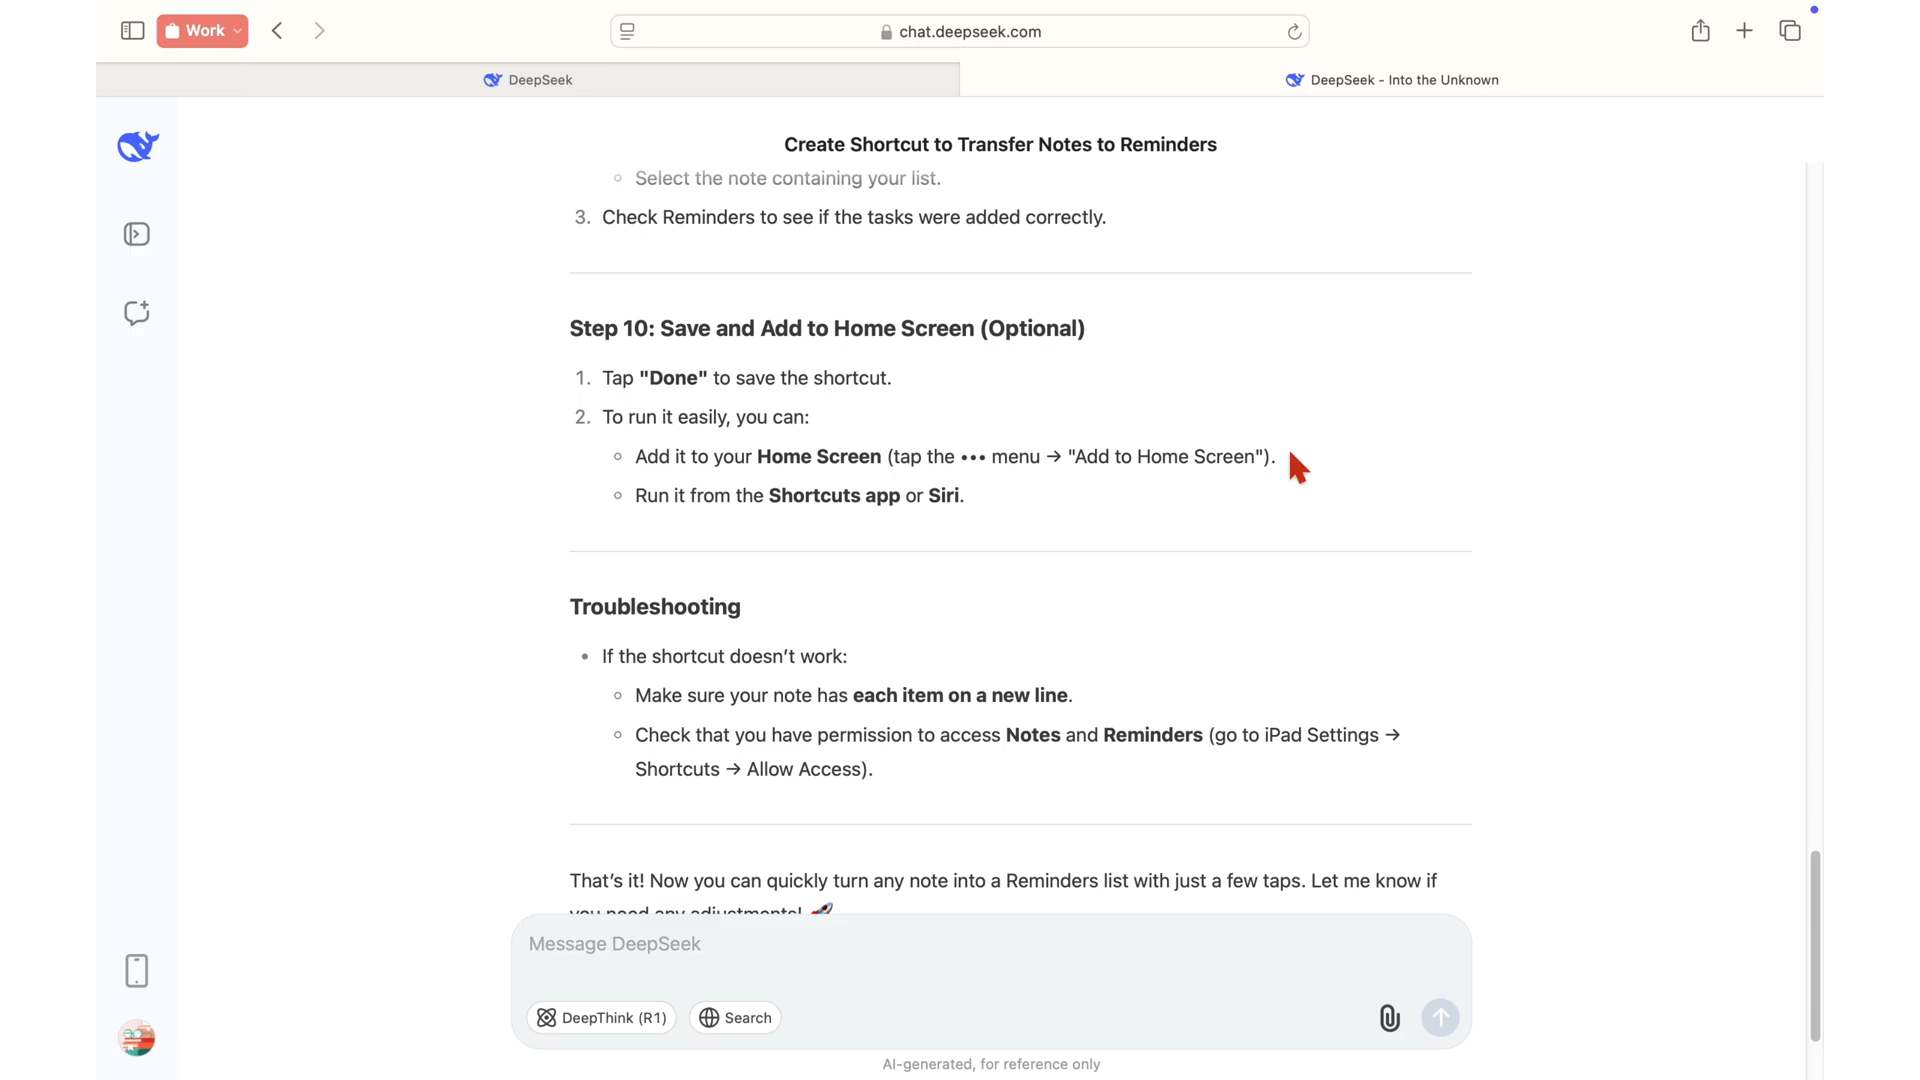 Work
chat.deepseek.com
DeepSeek
DeepSeek - Into the Unknown
Create Shortcut to Transfer Notes to Reminders
Select the note containing your list.
3. Check Reminders to see if the tasks were added correctly.
Step 10: Save and Add to Home Screen (Optional)
1. Tap "Done" to save the shortcut.
2. To run it easily, you can:
Add it to your Home Screen (tap the ••• menu → "Add to Home Screen").
Run it from the Shortcuts app or Siri.
Troubleshooting
• If the shortcut doesn’t work:
Make sure your note has each item on a new line.
Check that you have permission to access Notes and Reminders (go to iPad Settings →
Shortcuts → Allow Access).
That’s it! Now you can quickly turn any note into a Reminders list with just a few taps. Let me know if
you need any adjustments! 🚀
Message DeepSeek
DeepThink (R1)
Search
AI-generated, for reference only